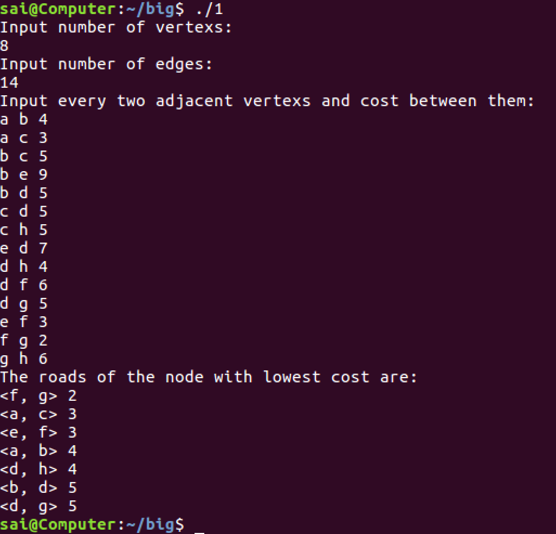 sai@Computer:~/big$ ./1
Input number of vertexs:
8
Input number of edges:
14
Input every two adjacent vertexs and cost between them:
a b 4
a c 3
b c 5
b e 9
b d 5
c d 5
c h 5
e d 7
d h 4
d f 6
d g 5
e f 3
f g 2
g h 6
The roads of the node with lowest cost are:
<f, g> 2
<a, c> 3
<e, f> 3
<a, b> 4
<d, h> 4
<b, d> 5
<d, g> 5
sai@Computer:~/big$ _